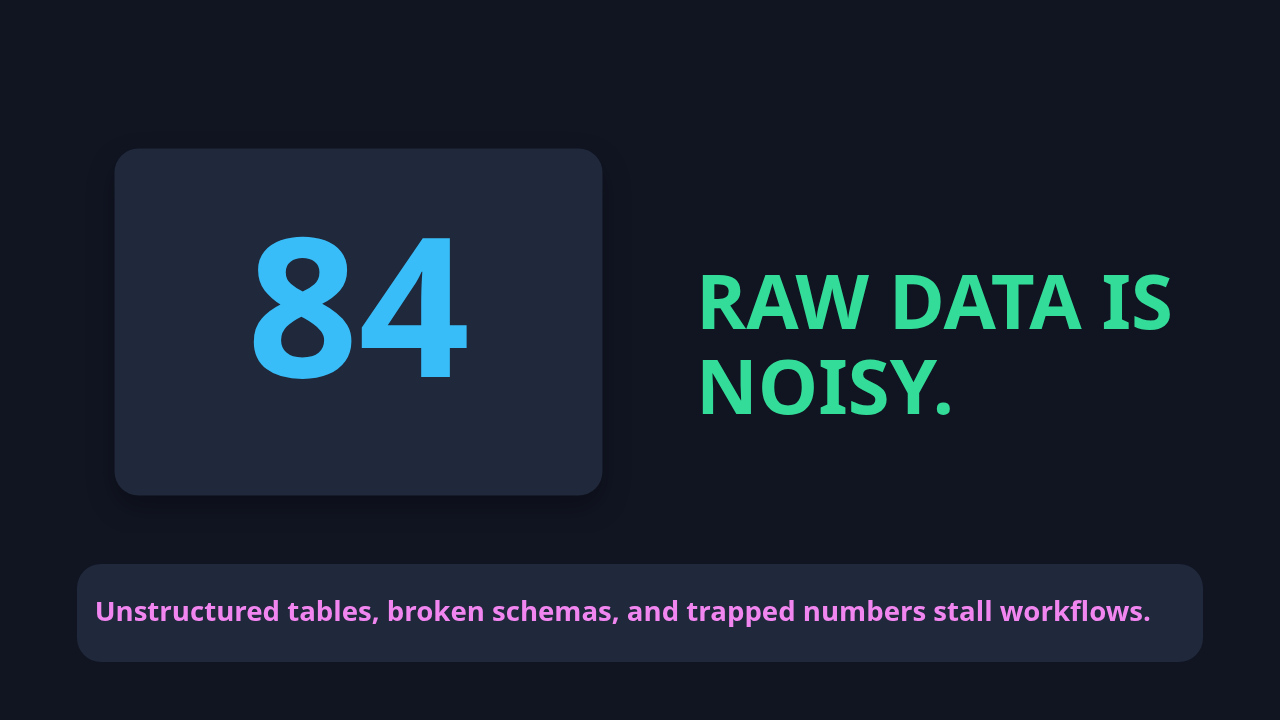 84
RAW DATA IS
NOISY.
Unstructured tables, broken schemas, and trapped numbers stall workflows.